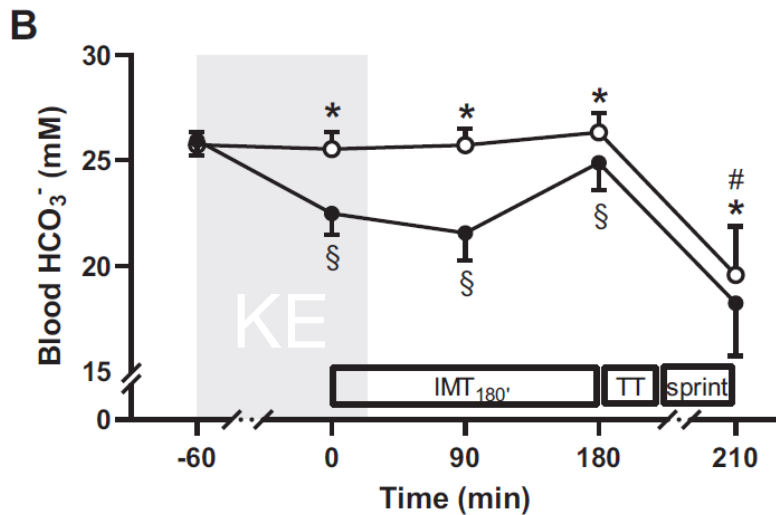 B
30
25
20
15
0
Blood HCO₃⁻ (mM)
* * *
#
*
§ § §
KE
IMT₁₈₀' TT sprint
-60 0 90 180 210
Time (min)